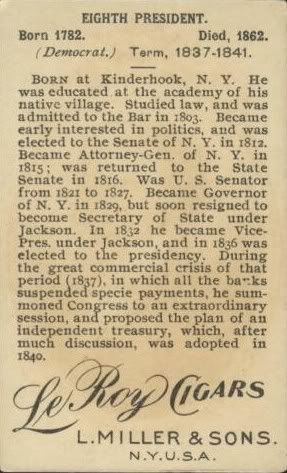 EIGHTH PRESIDENT.
Born 1782. Died, 1862.
(Democrat.) Term, 1837-1841.
BORN at Kinderhook, N. Y. He
was educated at the academy of his
native village. Studied law, and was
admitted to the Bar in 1803. Became
early interested in politics, and was
elected to the Senate of N. Y. in 1812.
Became Attorney-Gen. of N. Y. in
1815; was returned to the State
Senate in 1816. Was U. S. Senator
from 1821 to 1827. Became Governor
of N. Y. in 1829, but soon resigned to
become Secretary of State under
Jackson. In 1832 he became Vice-
Pres. under Jackson, and in 1836 was
elected to the presidency. During
the great commercial crisis of that
period (1837), in which all the banks
suspended specie payments, he sum-
moned Congress to an extraordinary
session, and proposed the plan of an
independent treasury, which, after
much discussion, was adopted in
1840.
Le Roy CIGARS
L. MILLER & SONS.
N.Y. U.S.A.